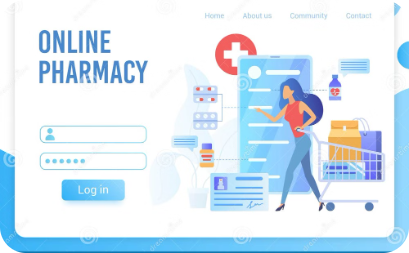 Home About us Community Contact
ONLINE
PHARMACY
Log in